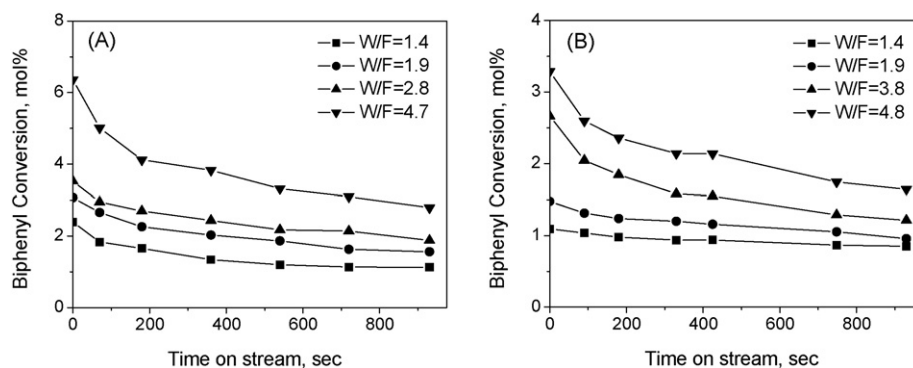 (A)
W/F=1.4
W/F=1.9
W/F=2.8
W/F=4.7
8
6
4
2
0
0 200 400 600 800
Biphenyl Conversion, mol%
Time on stream, sec
(B)
W/F=1.4
W/F=1.9
W/F=3.8
W/F=4.8
4
3
2
1
0
0 200 400 600 800
Biphenyl Conversion, mol%
Time on stream, sec